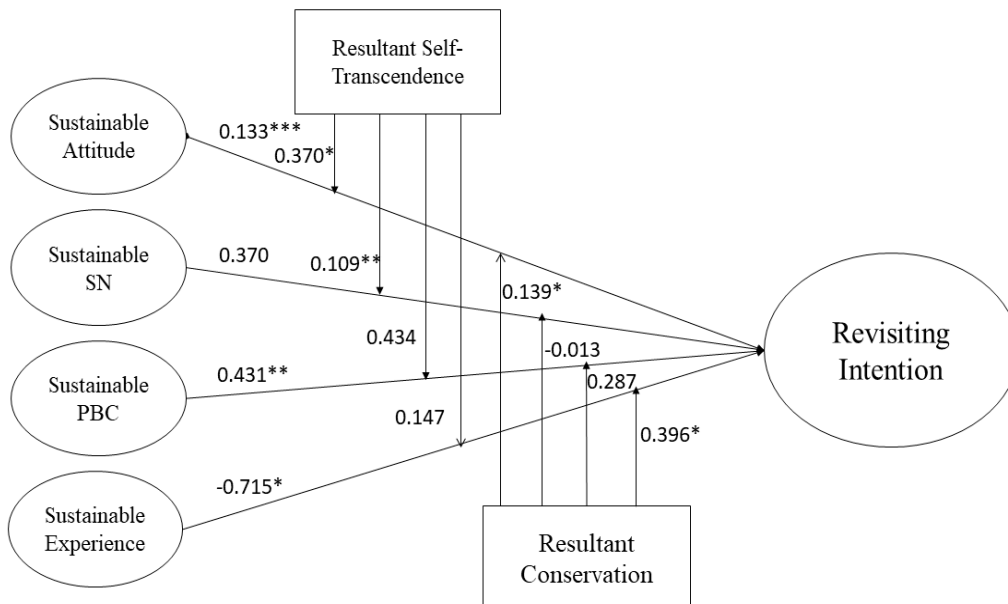 Resultant Self-
Transcendence
Sustainable
Attitude
0.133***
0.370*
Sustainable
SN
0.370
0.109**
0.139*
Revisiting
Intention
0.434
-0.013
Sustainable
PBC
0.431**
0.287
0.147
0.396*
Sustainable
Experience
-0.715*
Resultant
Conservation